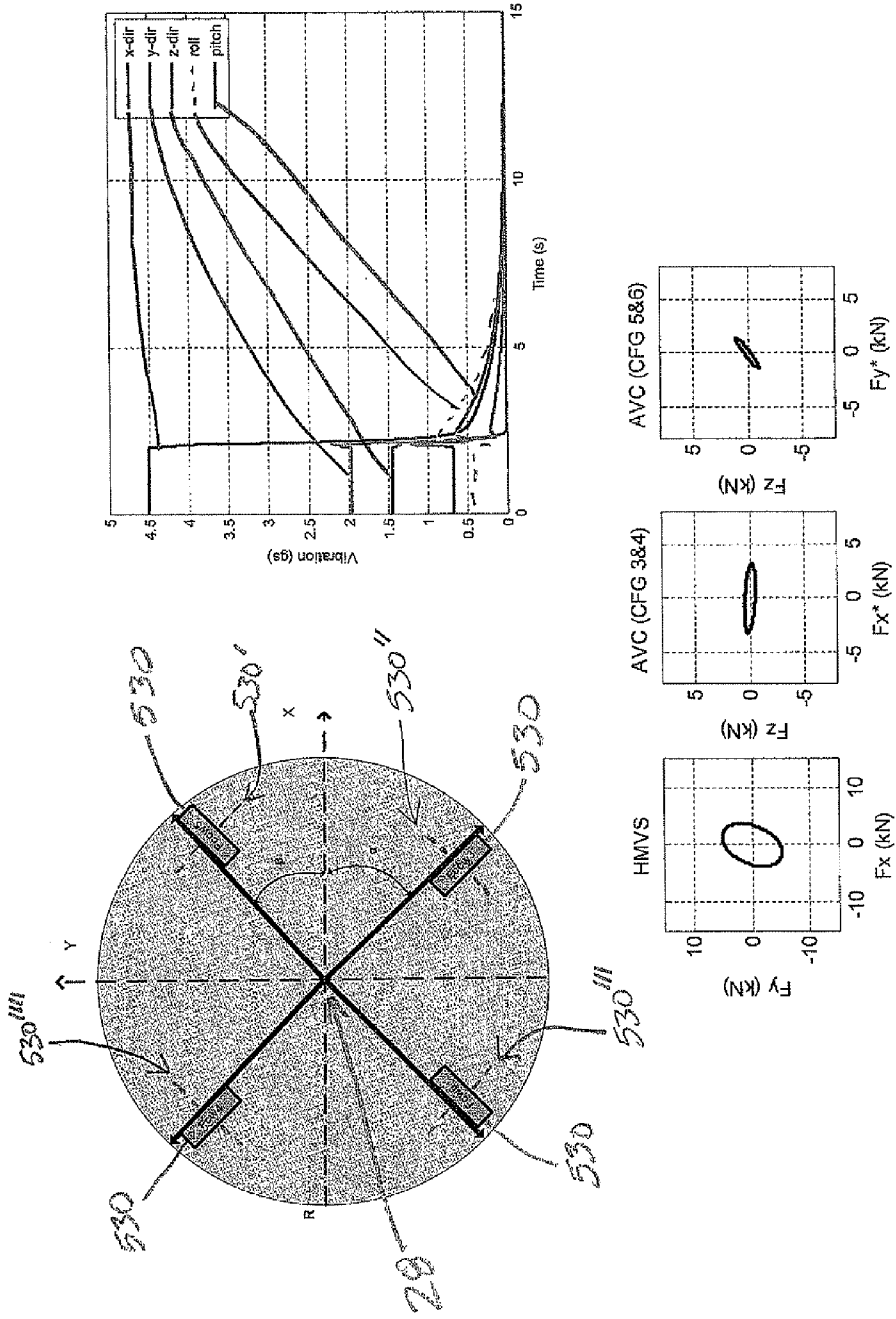 530''''
530
530
530'
530''
530
530'''
530
28
Y
X
R
Vibration (gs)
5
4.5
4
3.5
3
2.5
2
1.5
1
0.5
0
0
5
10
15
Time (s)
x-dir
y-dir
z-dir
roll
pitch
HMVS
Fy (kN)
10
0
-10
-10
0
10
Fx (kN)
AVC (CFG 3&4)
Fz (kN)
5
0
-5
-5
0
5
Fx* (kN)
AVC (CFG 5&6)
Fz (kN)
5
0
-5
-5
0
5
Fy* (kN)